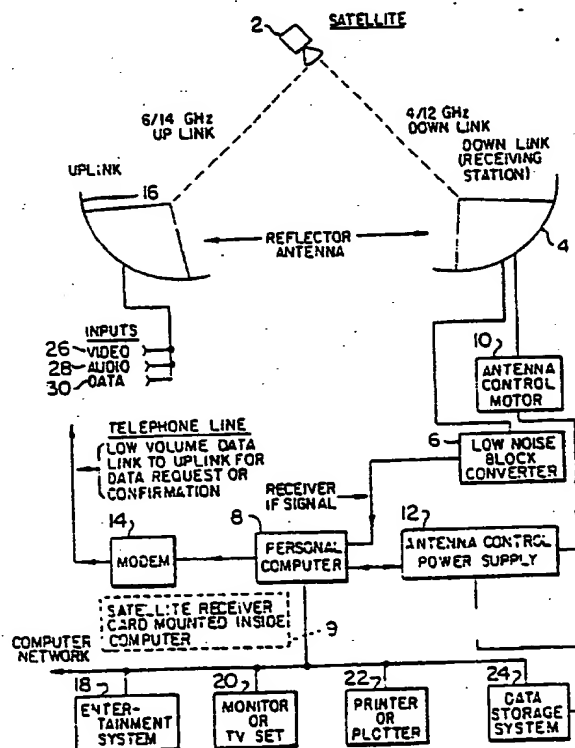 SATELLITE
2
6/14 GHz
UP LINK
4/12 GHz
DOWN LINK
DOWN LINK
(RECEIVING
STATION)
UPLINK
16
4
REFLECTOR
ANTENNA
INPUTS
26 VIDEO
28 AUDIO
30 DATA
10
ANTENNA
CONTROL
MOTOR
TELEPHONE LINE
LOW VOLUME DATA
LINK TO UPLINK FOR
DATA REQUEST OR
CONFIRMATION
6
LOW NOISE
BLOCK
CONVERTER
RECEIVER
IF SIGNAL
14
MODEM
8
PERSONAL
COMPUTER
12
ANTENNA CONTROL
POWER SUPPLY
SATELLITE RECEIVER
CARD MOUNTED INSIDE
COMPUTER
9
COMPUTER
NETWORK
18
ENTER-
TAINMENT
SYSTEM
20
MONITOR
OR
TV SET
22
PRINTER
OR
PLOTTER
24
DATA
STORAGE
SYSTEM